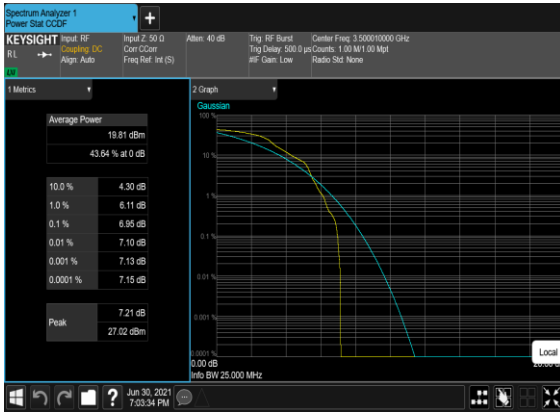 Spectrum Analyzer 1
Power Stat CCDF
KEYSIGHT
RL
LV
Input: RF
Coupling: DC
Align: Auto
Input Z: 50 Ω
Corr CCorr
Freq Ref: Int (S)
Atten: 40 dB
Trig: RF Burst
Trig Delay: 500.0 µs
#IF Gain: Low
Center Freq: 3.500010000 GHz
Counts: 1.00 M/1.00 Mpt
Radio Std: None
1 Metrics
Average Power
19.81 dBm
43.64 % at 0 dB
10.0 % 4.30 dB
1.0 % 6.11 dB
0.1 % 6.95 dB
0.01 % 7.10 dB
0.001 % 7.13 dB
0.0001 % 7.15 dB
Peak
7.21 dB
27.02 dBm
2 Graph
Gaussian
100 %
10 %
1 %
0.1 %
0.01 %
0.001 %
0.0001 %
0.00 dB
Info BW 25.000 MHz
Local
?
Jun 30, 2021
7:03:34 PM